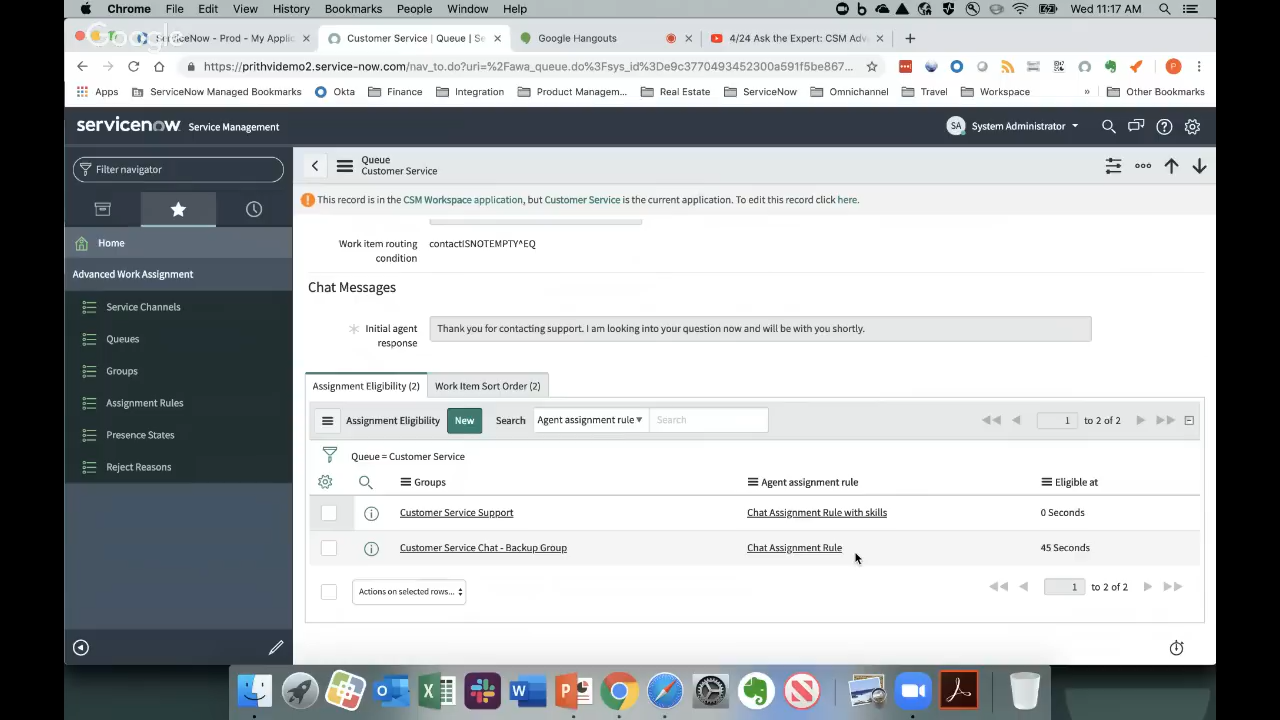 Chrome File Edit View History Bookmarks People Window Help Wed 11:17 AM
Google
ServiceNow - Prod - My Applic
Customer Service | Queue | Se
Google Hangouts
4/24 Ask the Expert: CSM Adv
https://prithvidemo2.service-now.com/nav_to.do?uri=%2Fawa_queue.do%3Fsys_id%3De9c3770493452300a591f5be867...
P
Apps ServiceNow Managed Bookmarks Okta Finance Integration Product Managem... Real Estate ServiceNow Omnichannel Travel Workspace » Other Bookmarks
servicenow Service Management
SA System Administrator
Filter navigator
Home
Advanced Work Assignment
Service Channels
Queues
Groups
Assignment Rules
Presence States
Reject Reasons
Queue
Customer Service
This record is in the CSM Workspace application, but Customer Service is the current application. To edit this record click here.
Work item routing condition
contactISNOTEMPTY^EQ
Chat Messages
Initial agent response
Thank you for contacting support. I am looking into your question now and will be with you shortly.
Assignment Eligibility (2) Work Item Sort Order (2)
Assignment Eligibility New Search Agent assignment rule Search 1 to 2 of 2
Queue = Customer Service
Groups Agent assignment rule Eligible at
Customer Service Support Chat Assignment Rule with skills 0 Seconds
Customer Service Chat - Backup Group Chat Assignment Rule 45 Seconds
Actions on selected rows... 1 to 2 of 2